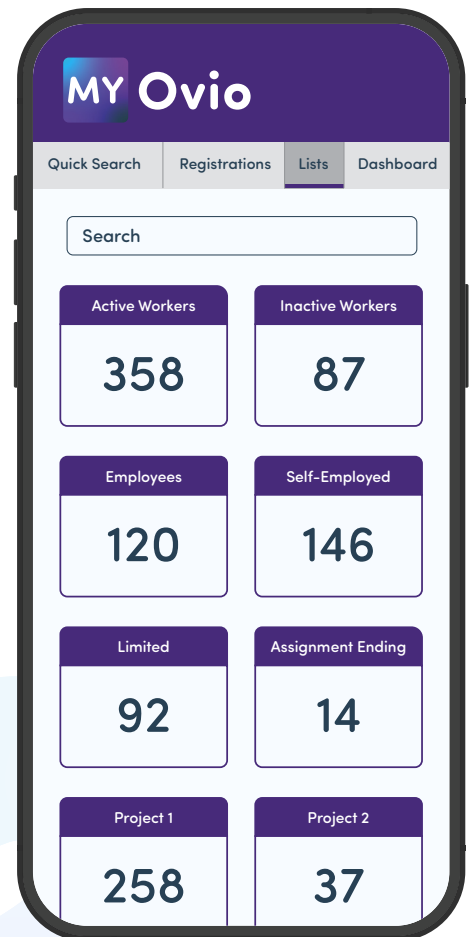 MY Ovio
Quick Search Registrations Lists Dashboard
Search
Active Workers Inactive Workers
358 87
Employees Self-Employed
120 146
Limited Assignment Ending
92 14
Project 1 Project 2
258 37